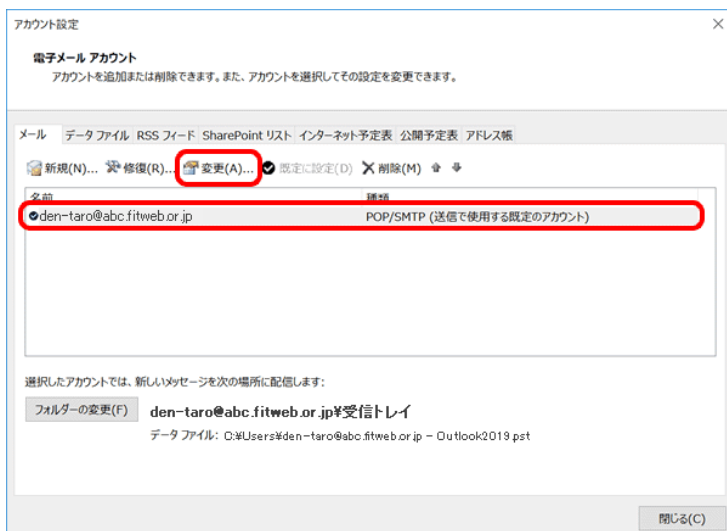 アカウント設定
電子メール アカウント
アカウントを追加または削除できます。また、アカウントを選択してその設定を変更できます。
メール データ ファイル RSS フィード SharePoint リスト インターネット予定表 公開予定表 アドレス帳
新規(N)... 修復(R)... 変更(A)... 既定に設定(D) 削除(M)
名前 種類
den-taro@abc.fitweb.or.jp POP/SMTP (送信で使用する既定のアカウント)
選択したアカウントでは、新しいメッセージを次の場所に配信します:
フォルダーの変更(F) den-taro@abc.fitweb.or.jp¥受信トレイ
データ ファイル: C:¥Users¥den-taro@abc.fitweb.or.jp - Outlook2019.pst
閉じる(C)